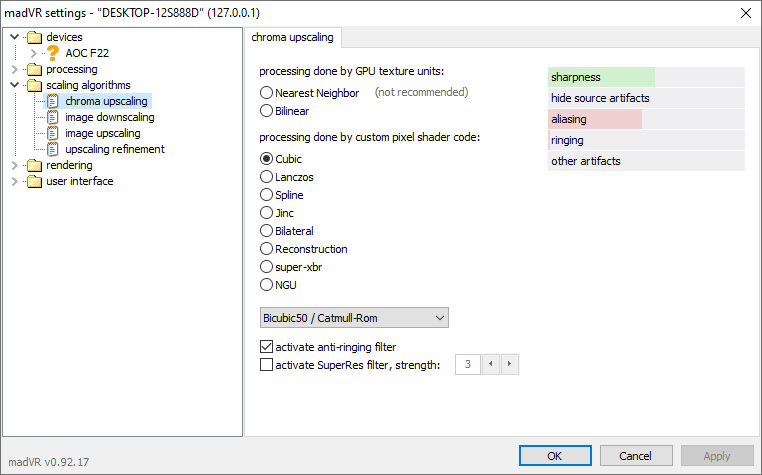 madVR settings - "DESKTOP-12S888D" (127.0.0.1)
devices
AOC F22
processing
scaling algorithms
chroma upscaling
image downscaling
image upscaling
upscaling refinement
rendering
user interface
chroma upscaling
processing done by GPU texture units:
Nearest Neighbor (not recommended)
Bilinear
processing done by custom pixel shader code:
Cubic
Lanczos
Spline
Jinc
Bilateral
Reconstruction
super-xbr
NGU
Bicubic50 / Catmull-Rom
activate anti-ringing filter
activate SuperRes filter, strength: 3
sharpness
hide source artifacts
aliasing
ringing
other artifacts
madVR v0.92.17
OK Cancel Apply